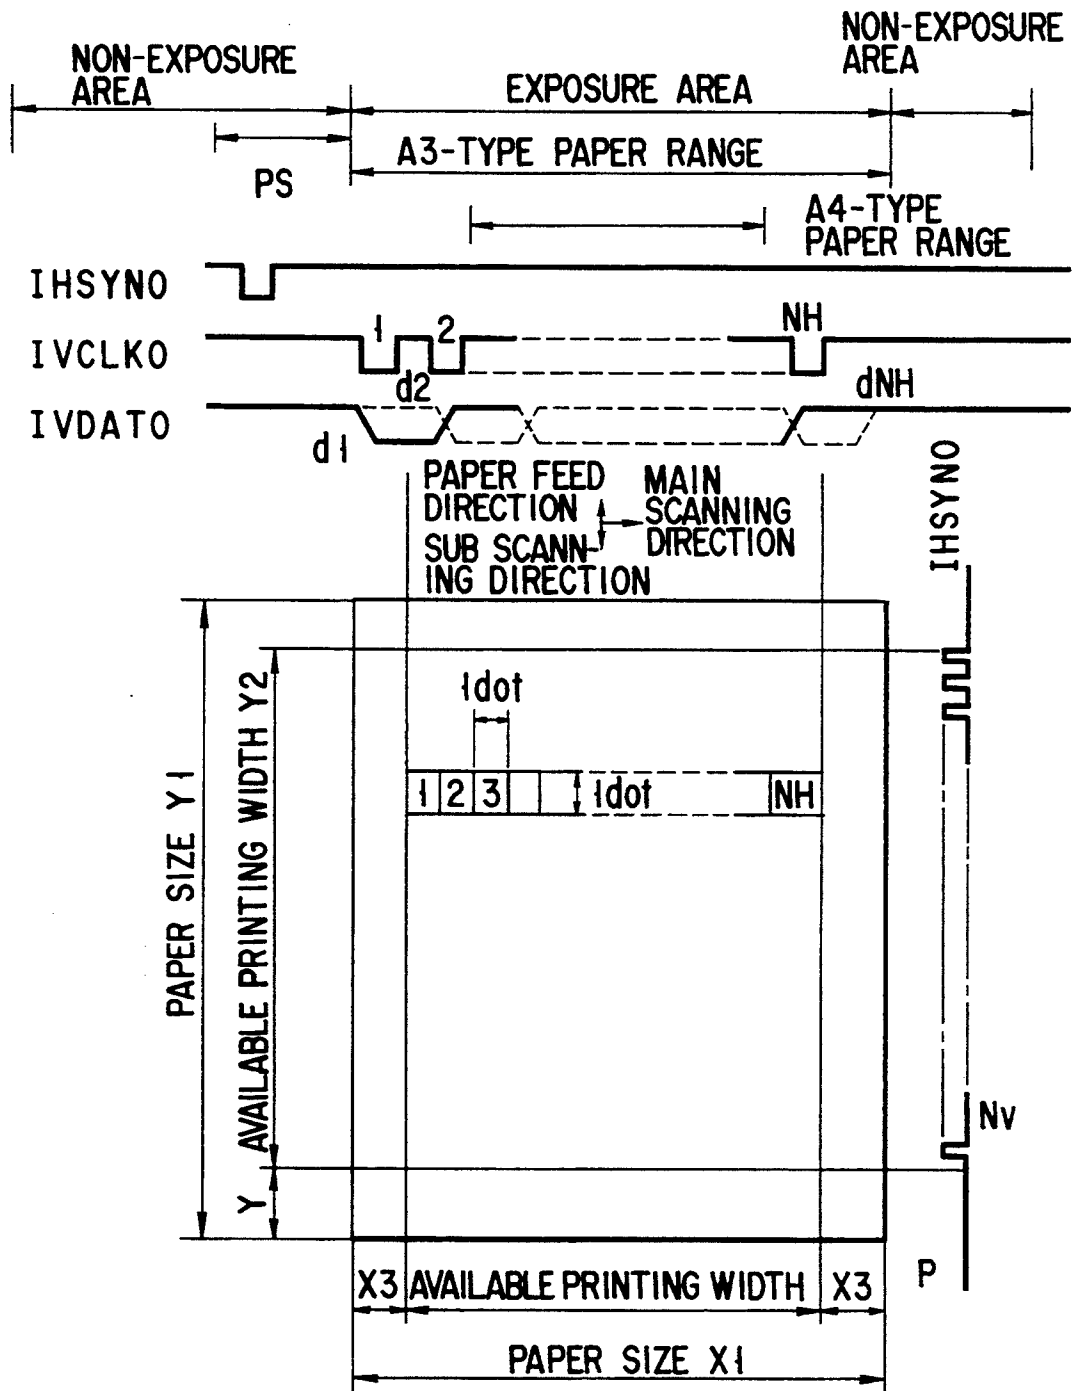 NON-EXPOSURE
AREA
EXPOSURE AREA
NON-EXPOSURE
AREA
PS
A3-TYPE PAPER RANGE
A4-TYPE
PAPER RANGE
IHSYNO
IVCLKO
1
2
NH
IVDATO
d1
d2
dNH
PAPER FEED
DIRECTION
SUB SCANN-
ING DIRECTION
MAIN
SCANNING
DIRECTION
IHSYNO
PAPER SIZE Y1
AVAILABLE PRINTING WIDTH Y2
Y
1dot
1 2 3
1dot
NH
Nv
P
X3 AVAILABLE PRINTING WIDTH X3
PAPER SIZE X1